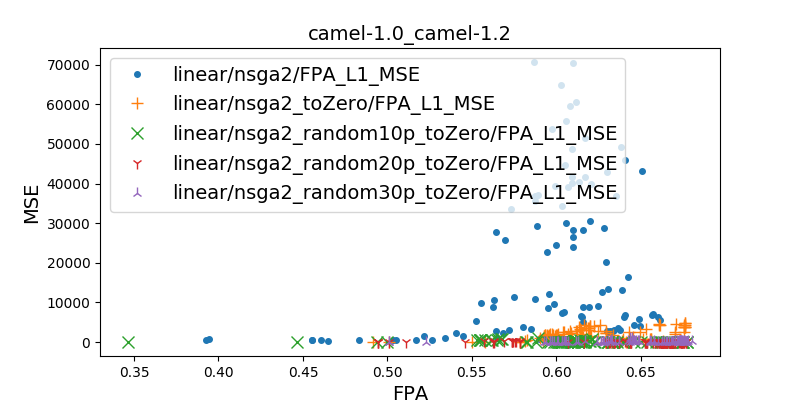 camel-1.0_camel-1.2
70000
60000
50000
40000
30000
20000
10000
0
MSE
linear/nsga2/FPA_L1_MSE
linear/nsga2_toZero/FPA_L1_MSE
linear/nsga2_random10p_toZero/FPA_L1_MSE
linear/nsga2_random20p_toZero/FPA_L1_MSE
linear/nsga2_random30p_toZero/FPA_L1_MSE
0.35 0.40 0.45 0.50 0.55 0.60 0.65
FPA